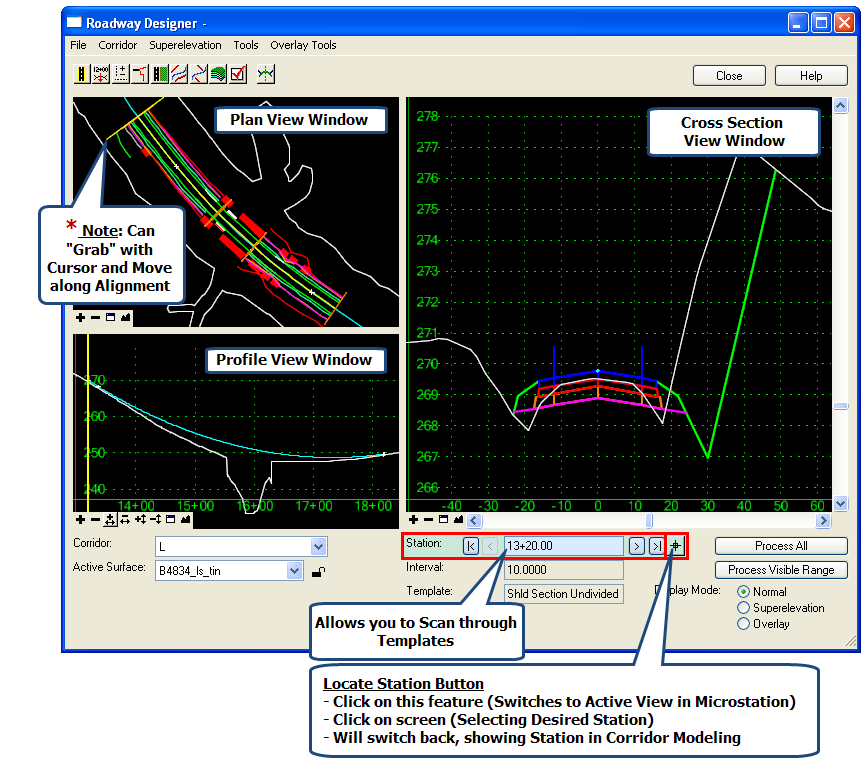 Roadway Designer -
File Corridor Superelevation Tools Overlay Tools
12+00
Close Help
Plan View Window
* Note: Can
"Grab" with
Cursor and Move
along Alignment
Profile View Window
270
260
250
240
13+00 14+00 15+00 16+00 17+00 18+00
Cross Section
View Window
278
277
276
275
274
273
272
271
270
269
268
267
266
-40 -30 -20 -10 0 10 20 30 40 50 60
Corridor: L
Active Surface: B4834_ls_tin
Station: 13+20.00
Interval: 10.0000
Template: Shld Section Undivided
Process All
Process Visible Range
play Mode: Normal
Superelevation
Overlay
Allows you to Scan through
Templates
Locate Station Button
- Click on this feature (Switches to Active View in Microstation)
- Click on screen (Selecting Desired Station)
- Will switch back, showing Station in Corridor Modeling